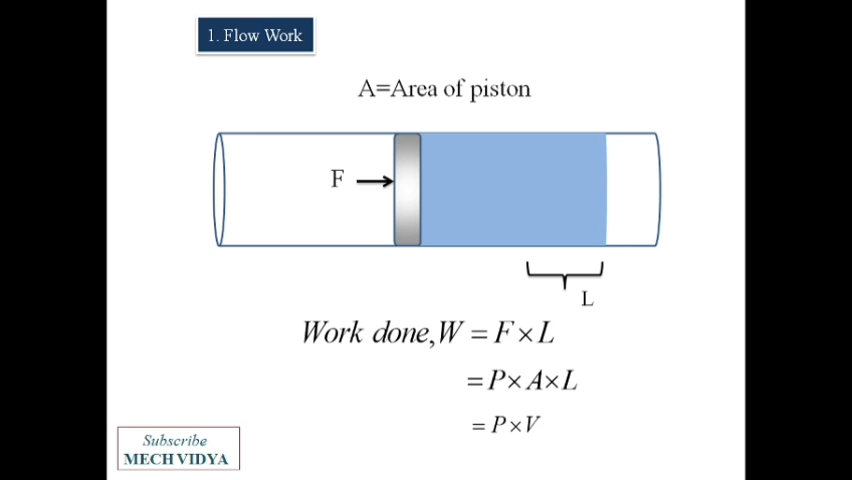 1. Flow Work
A=Area of piston
F
L
Work done,W = F×L
= P× A×L
= P×V
Subscribe
MECH VIDYA